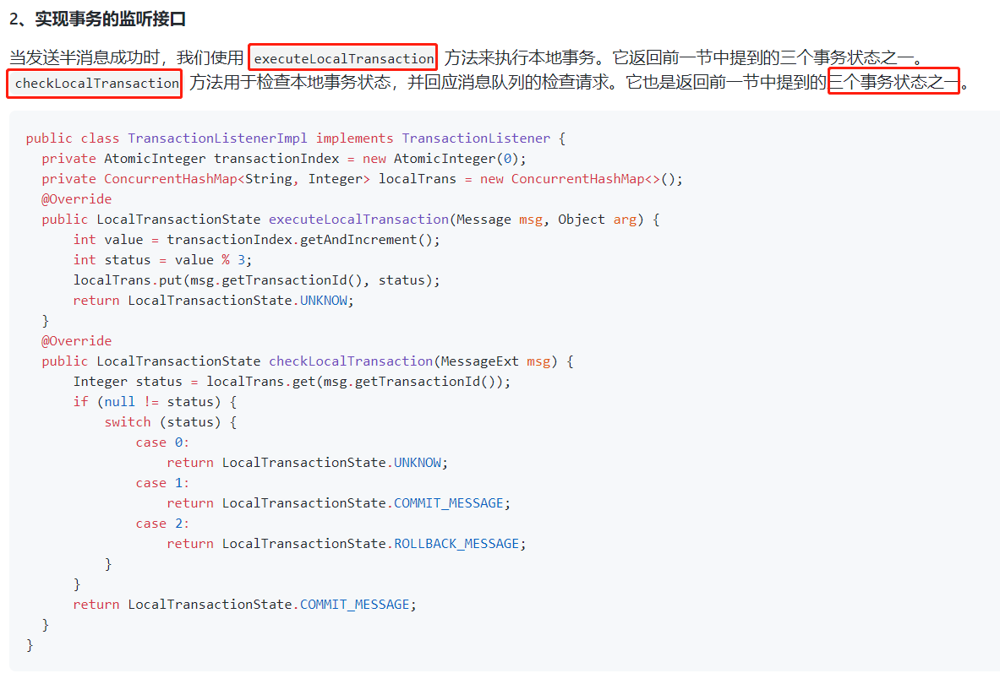 2、实现事务的监听接口
当发送半消息成功时，我们使用 executeLocalTransaction 方法来执行本地事务。它返回前一节中提到的三个事务状态之一。
checkLocalTransaction 方法用于检查本地事务状态，并回应消息队列的检查请求。它也是返回前一节中提到的三个事务状态之一。
public class TransactionListenerImpl implements TransactionListener {
  private AtomicInteger transactionIndex = new AtomicInteger(0);
  private ConcurrentHashMap<String, Integer> localTrans = new ConcurrentHashMap<>();
  @Override
  public LocalTransactionState executeLocalTransaction(Message msg, Object arg) {
      int value = transactionIndex.getAndIncrement();
      int status = value % 3;
      localTrans.put(msg.getTransactionId(), status);
      return LocalTransactionState.UNKNOW;
  }
  @Override
  public LocalTransactionState checkLocalTransaction(MessageExt msg) {
      Integer status = localTrans.get(msg.getTransactionId());
      if (null != status) {
          switch (status) {
              case 0:
                  return LocalTransactionState.UNKNOW;
              case 1:
                  return LocalTransactionState.COMMIT_MESSAGE;
              case 2:
                  return LocalTransactionState.ROLLBACK_MESSAGE;
          }
      }
      return LocalTransactionState.COMMIT_MESSAGE;
  }
}